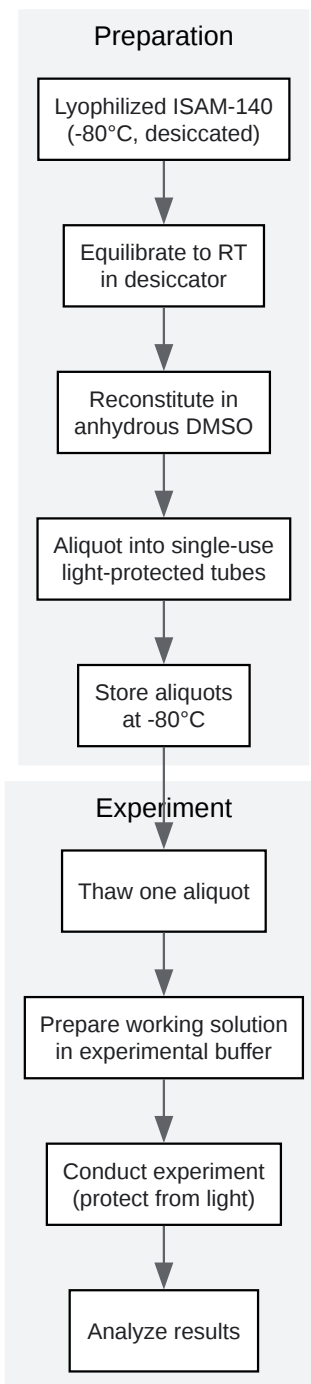 Preparation
Lyophilized ISAM-140
(-80°C, desiccated)
Equilibrate to RT
in desiccator
Reconstitute in
anhydrous DMSO
Aliquot into single-use
light-protected tubes
Store aliquots
at -80°C
Experiment
Thaw one aliquot
Prepare working solution
in experimental buffer
Conduct experiment
(protect from light)
Analyze results